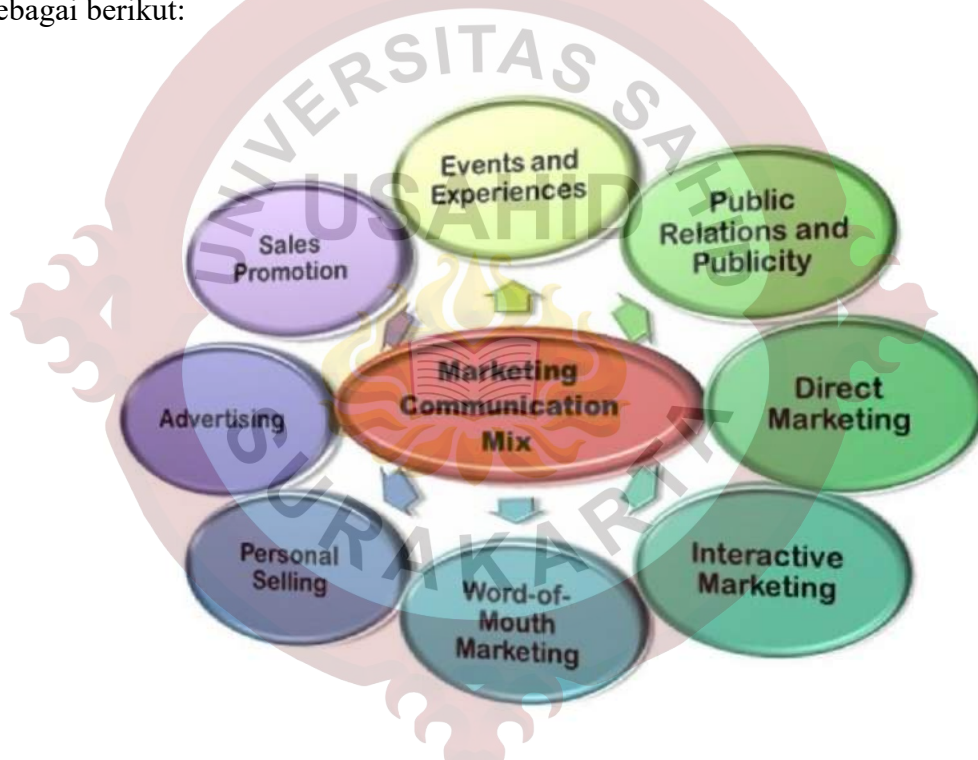 ebagai berikut:
UNIVERSITAS SAHID
USAHID
SURAKARTA
Events and
Experiences
Public
Relations and
Publicity
Sales
Promotion
Marketing
Communication
Mix
Direct
Marketing
Advertising
Personal
Selling
Word-of-
Mouth
Marketing
Interactive
Marketing